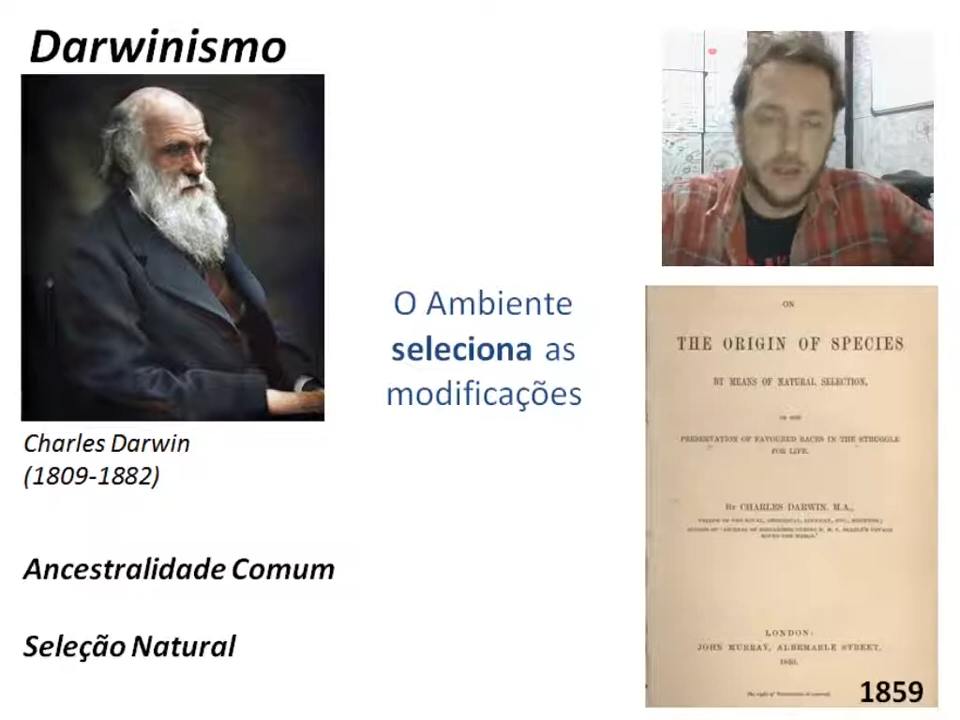 Darwinismo
Charles Darwin
(1809-1882)
Ancestralidade Comum
Seleção Natural
O Ambiente
seleciona as
modificações
ON
THE ORIGIN OF SPECIES
BY MEANS OF NATURAL SELECTION,
OR THE
PRESERVATION OF FAVOURED RACES IN THE STRUGGLE
FOR LIFE.
BY CHARLES DARWIN, M.A.,
LONDON:
JOHN MURRAY, ALBEMARLE STREET.
1859.
1859